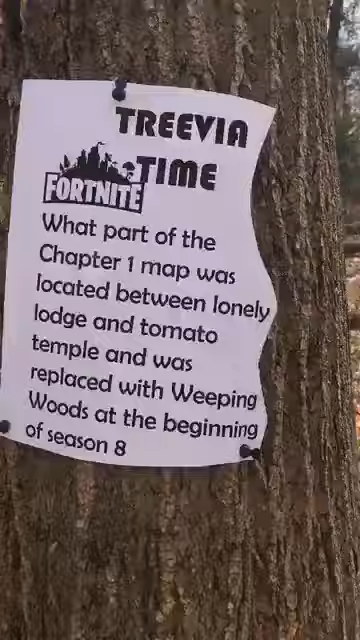 TREEVIA
TIME
FORTNITE
What part of the
Chapter 1 map was
located between lonely
lodge and tomato
temple and was
replaced with Weeping
Woods at the beginning
of season 8